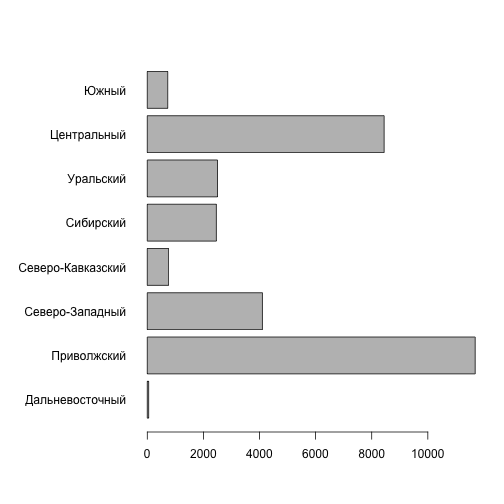 Южный
Центральный
Уральский
Сибирский
Северо-Кавказский
Северо-Западный
Приволжский
Дальневосточный
0 2000 4000 6000 8000 10000